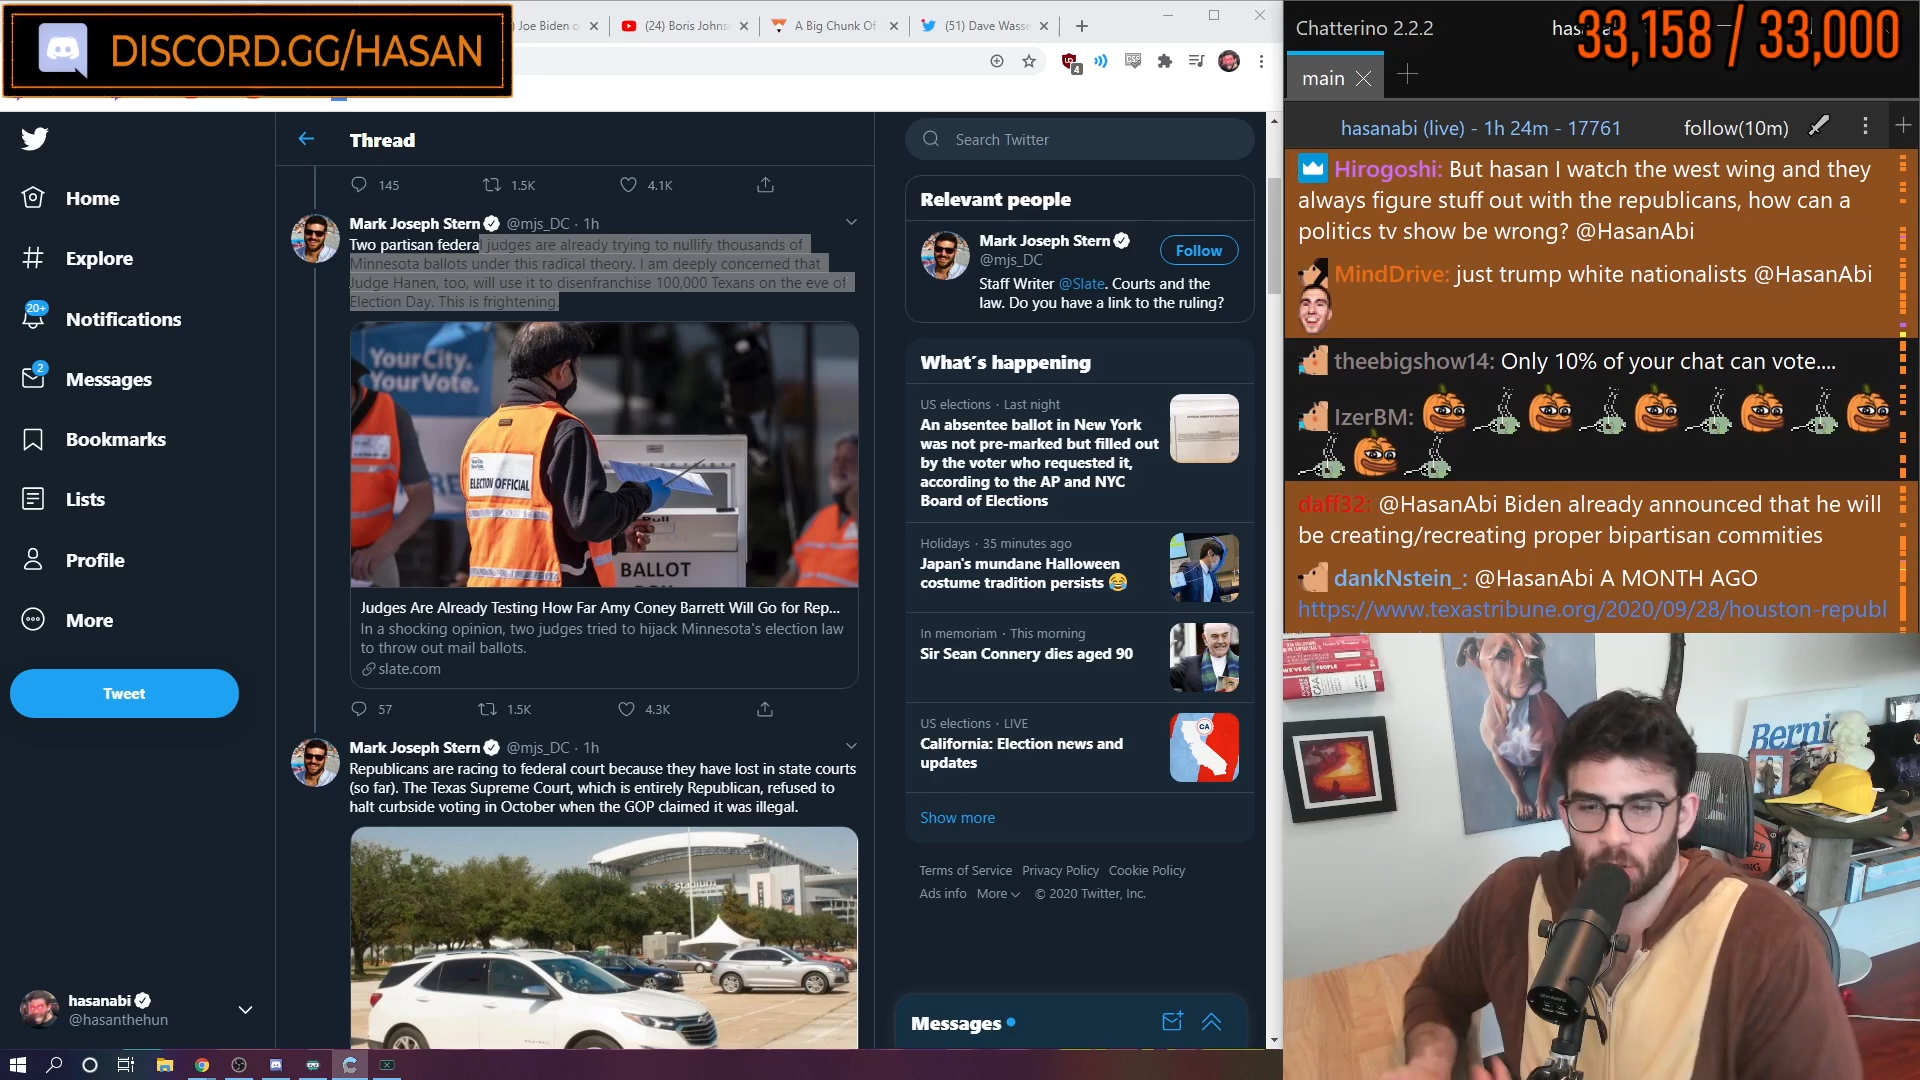 DISCORD.GG/HASAN
Joe Biden o
(24) Boris Johns
A Big Chunk Of
(51) Dave Wasse
4
Home
Explore
20+
Notifications
2
Messages
Bookmarks
Lists
Profile
More
Tweet
hasanabi
@hasanthehun
Thread
145
1.5K
4.1K
Mark Joseph Stern @mjs_DC · 1h
Two partisan federal judges are already trying to nullify thousands of
Minnesota ballots under this radical theory. I am deeply concerned that
Judge Hanen, too, will use it to disenfranchise 100,000 Texans on the eve of
Election Day. This is frightening.
Your City.
Your Vote.
ELECTION OFFICIAL
BALLOT
Judges Are Already Testing How Far Amy Coney Barrett Will Go for Rep...
In a shocking opinion, two judges tried to hijack Minnesota's election law
to throw out mail ballots.
slate.com
57
1.5K
4.3K
Mark Joseph Stern @mjs_DC · 1h
Republicans are racing to federal court because they have lost in state courts
(so far). The Texas Supreme Court, which is entirely Republican, refused to
halt curbside voting in October when the GOP claimed it was illegal.
Search Twitter
Relevant people
Mark Joseph Stern
@mjs_DC
Follow
Staff Writer @Slate. Courts and the
law. Do you have a link to the ruling?
What's happening
US elections · Last night
An absentee ballot in New York
was not pre-marked but filled out
by the voter who requested it,
according to the AP and NYC
Board of Elections
Holidays · 35 minutes ago
Japan's mundane Halloween
costume tradition persists 😂
In memoriam · This morning
Sir Sean Connery dies aged 90
US elections · LIVE
California: Election news and
updates
CA
Show more
Terms of Service Privacy Policy Cookie Policy
Ads info More © 2020 Twitter, Inc.
Messages
Chatterino 2.2.2
33,158 / 33,000
main
hasanabi (live) - 1h 24m - 17761
follow(10m)
Hirogoshi: But hasan I watch the west wing and they
always figure stuff out with the republicans, how can a
politics tv show be wrong? @HasanAbi
MindDrive: just trump white nationalists @HasanAbi
theebigshow14: Only 10% of your chat can vote....
IzerBM:
daff32: @HasanAbi Biden already announced that he will
be creating/recreating proper bipartisan commities
dankNstein_: @HasanAbi A MONTH AGO
https://www.texastribune.org/2020/09/28/houston-republ
Bernie